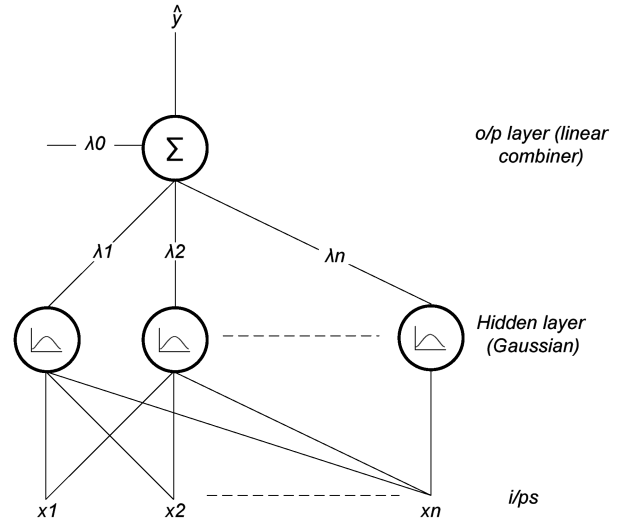 ŷ
λ0
Σ
o/p layer (linear
combiner)
λ1
λ2
λn
Hidden layer
(Gaussian)
x1
x2
xn
i/ps